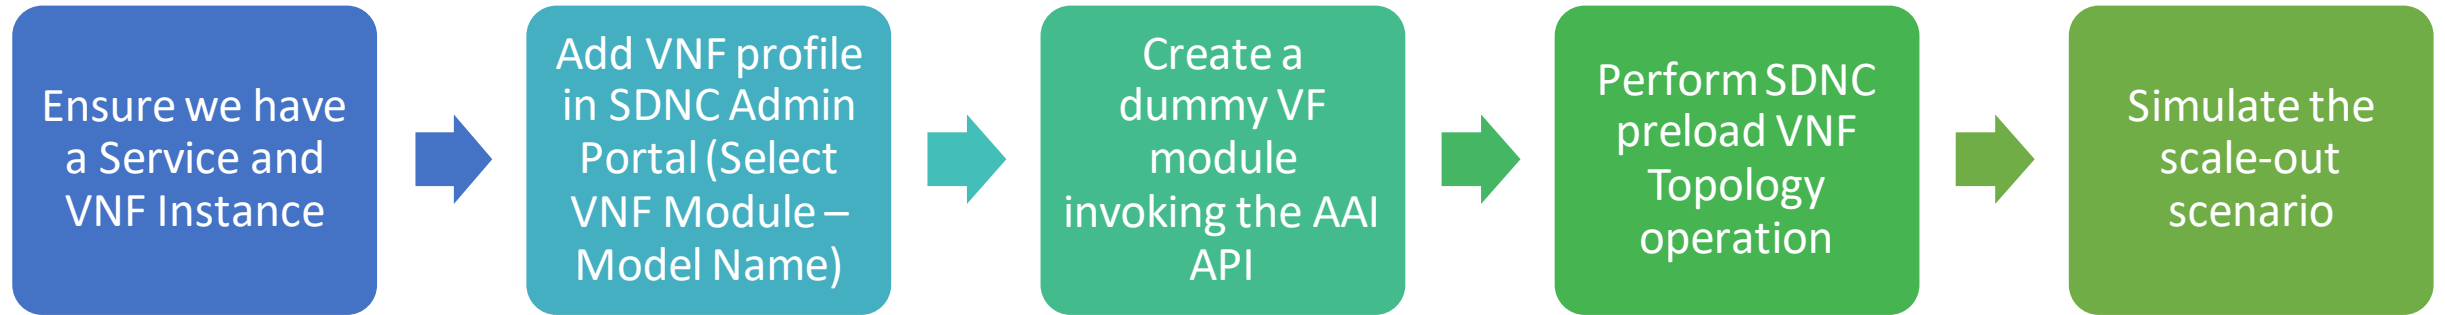 Ensure we have
a Service and
VNF Instance
Add VNF profile
in SDNC Admin
Portal (Select
VNF Module –
Model Name)
Create a
dummy VF
module
invoking the AAI
API
Perform SDNC
preload VNF
Topology
operation
Simulate the
scale-out
scenario